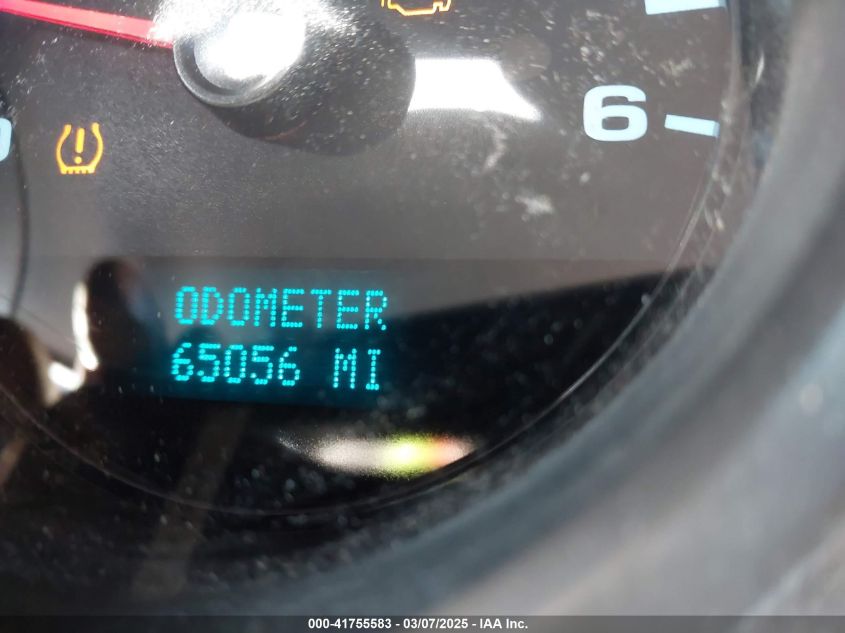 6
ODOMETER
65056 MI
000-41755583 - 03/07/2025 - IAA Inc.